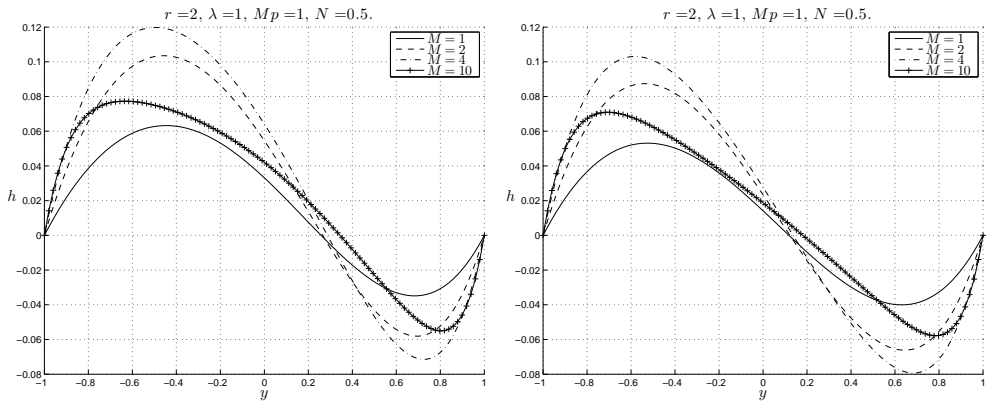 r = 2, λ = 1, Mp = 1, N = 0.5.
0.12
0.1
0.08
0.06
0.04
0.02
0
−0.02
−0.04
−0.06
−0.08
h
M = 1
M = 2
M = 4
M = 10
−1 −0.8 −0.6 −0.4 −0.2 0 0.2 0.4 0.6 0.8 1
y
r = 2, λ = 1, Mp = 1, N = 0.5.
0.12
0.1
0.08
0.06
0.04
0.02
0
−0.02
−0.04
−0.06
−0.08
h
M = 1
M = 2
M = 4
M = 10
−1 −0.8 −0.6 −0.4 −0.2 0 0.2 0.4 0.6 0.8 1
y